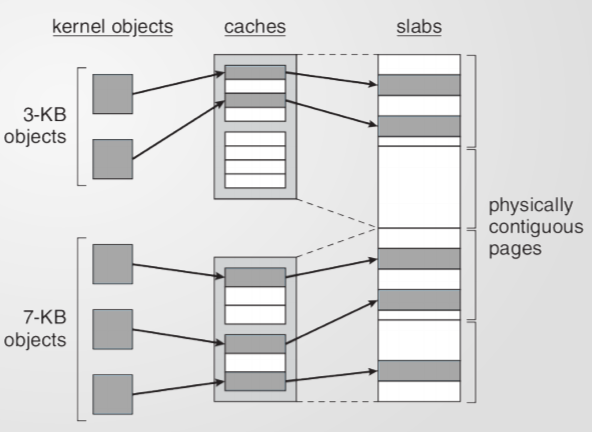 kernel objects
caches
slabs
3-KB
objects
physically
contiguous
pages
7-KB
objects